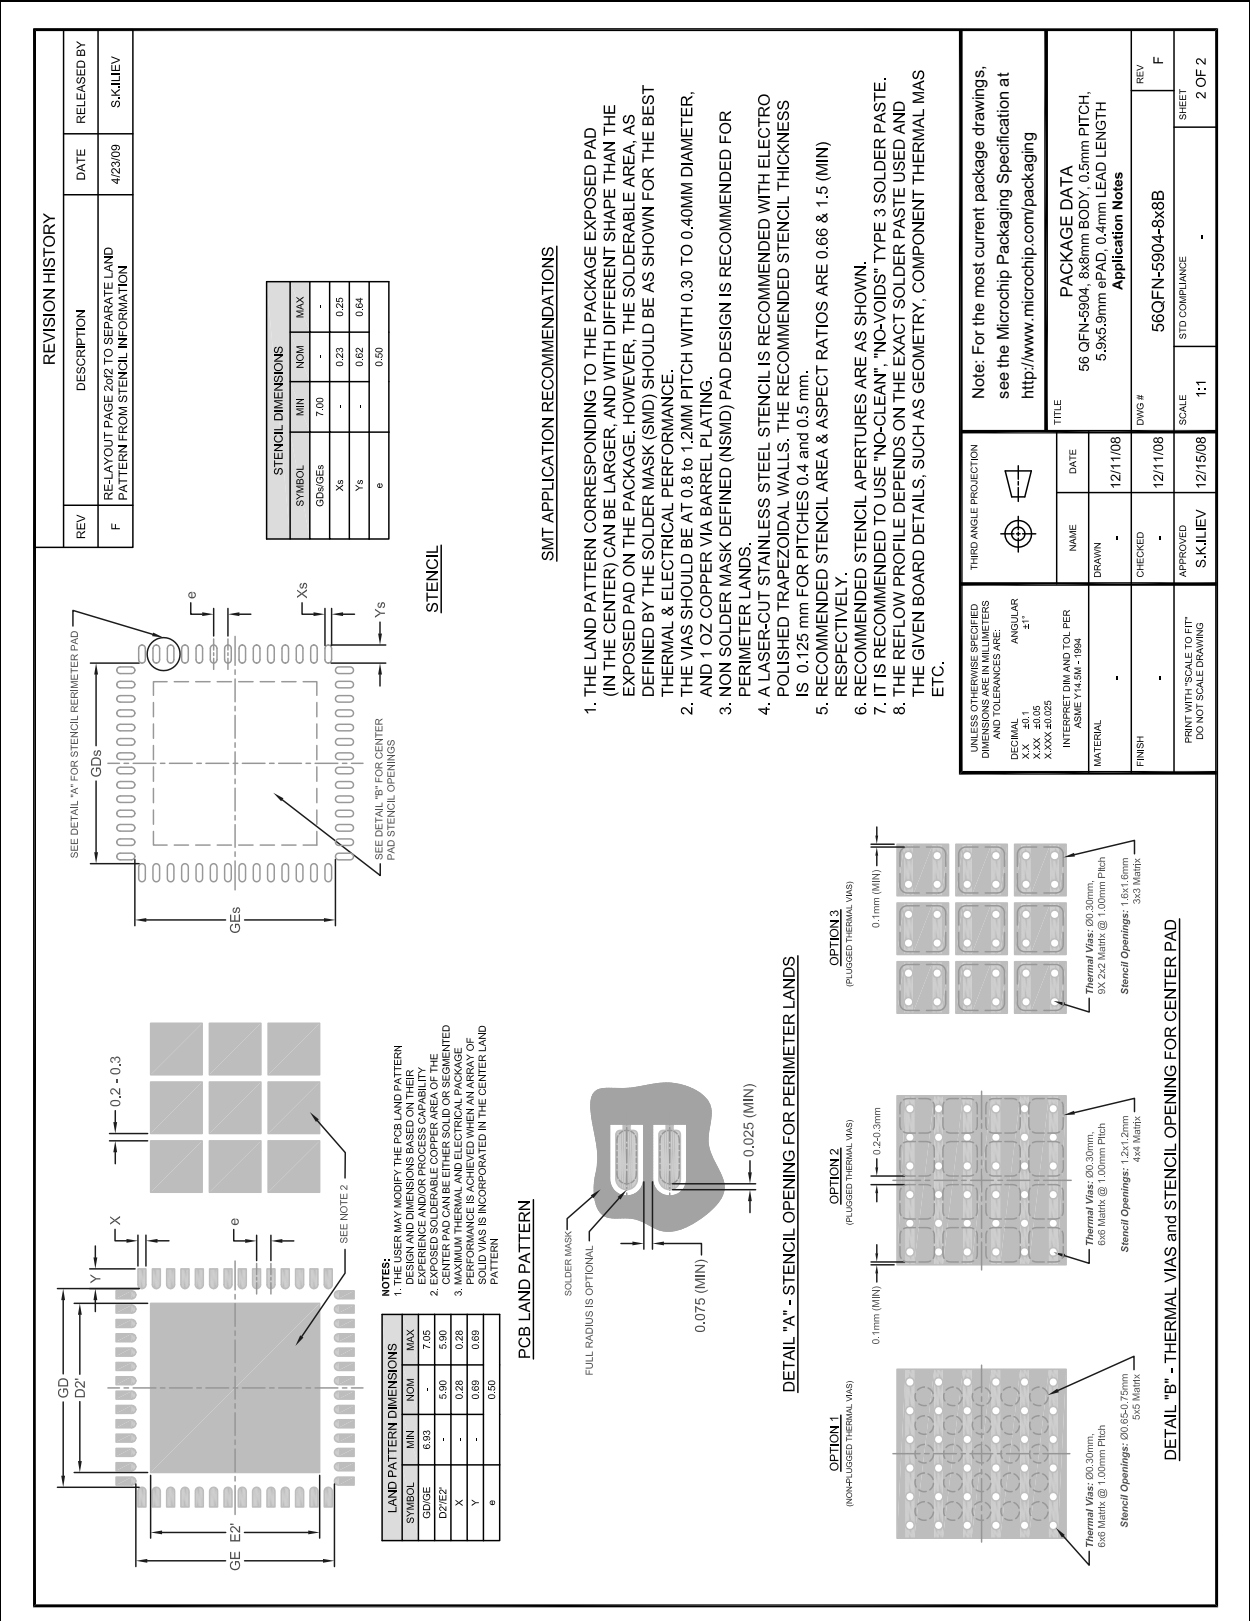 REVISION HISTORY
REV DESCRIPTION DATE RELEASED BY
F RE-LAYOUT PAGE 2of2 TO SEPARATE LAND PATTERN FROM STENCIL INFORMATION 4/23/09 S.K.ILIEV
GD
D2'
GE
E2'
Y
X
e
0.2 - 0.3
SEE NOTE 2
LAND PATTERN DIMENSIONS
SYMBOL MIN NOM MAX
GD/GE 6.93 - 7.05
D2'/E2' - 5.90 5.90
X - 0.28 0.28
Y - 0.69 0.69
e 0.50
NOTES:
1. THE USER MAY MODIFY THE PCB LAND PATTERN
DESIGN AND DIMENSIONS BASED ON THEIR
EXPERIENCE AND/OR PROCESS CAPABILITY
2. EXPOSED SOLDERABLE COPPER AREA OF THE
CENTER PAD CAN BE EITHER SOLID OR SEGMENTED
3. MAXIMUM THERMAL AND ELECTRICAL PACKAGE
PERFORMANCE IS ACHIEVED WHEN AN ARRAY OF
SOLID VIAS IS INCORPORATED IN THE CENTER LAND
PATTERN
PCB LAND PATTERN
SEE DETAIL "A" FOR STENCIL RERIMETER PAD
GDs
GEs
e
Xs
Ys
SEE DETAIL "B" FOR CENTER
PAD STENCIL OPENINGS
STENCIL
STENCIL DIMENSIONS
SYMBOL MIN NOM MAX
GDs/GEs 7.00 - -
Xs - 0.23 0.25
Ys - 0.62 0.64
e 0.50
SOLDER MASK
FULL RADIUS IS OPTIONAL
0.075 (MIN)
0.025 (MIN)
DETAIL "A" - STENCIL OPENING FOR PERIMETER LANDS
SMT APPLICATION RECOMMENDATIONS
1. THE LAND PATTERN CORRESPONDING TO THE PACKAGE EXPOSED PAD
(IN THE CENTER) CAN BE LARGER, AND WITH DIFFERENT SHAPE THAN THE
EXPOSED PAD ON THE PACKAGE. HOWEVER, THE SOLDERABLE AREA, AS
DEFINED BY THE SOLDER MASK (SMD) SHOULD BE AS SHOWN FOR THE BEST
THERMAL & ELECTRICAL PERFORMANCE.
2. THE VIAS SHOULD BE AT 0.8 to 1.2MM PITCH WITH 0.30 TO 0.40MM DIAMETER,
AND 1 OZ COPPER VIA BARREL PLATING.
3. NON SOLDER MASK DEFINED (NSMD) PAD DESIGN IS RECOMMENDED FOR
PERIMETER LANDS.
4. A LASER-CUT STAINLESS STEEL STENCIL IS RECOMMENDED WITH ELECTRO
POLISHED TRAPEZOIDAL WALLS. THE RECOMMENDED STENCIL THICKNESS
IS 0.125 mm FOR PITCHES 0.4 and 0.5 mm.
5. RECOMMENDED STENCIL AREA & ASPECT RATIOS ARE 0.66 & 1.5 (MIN)
RESPECTIVELY.
6. RECOMMENDED STENCIL APERTURES ARE AS SHOWN.
7. IT IS RECOMMENDED TO USE "NO-CLEAN", "NO-VOIDS" TYPE 3 SOLDER PASTE.
8. THE REFLOW PROFILE DEPENDS ON THE EXACT SOLDER PASTE USED AND
THE GIVEN BOARD DETAILS, SUCH AS GEOMETRY, COMPONENT THERMAL MAS
ETC.
OPTION 1
(NON-PLUGGED THERMAL VIAS)
Thermal Vias: Ø0.30mm,
6x6 Matrix @ 1.00mm Pitch
Stencil Openings: Ø0.65-0.75mm
5x5 Matrix
OPTION 2
(PLUGGED THERMAL VIAS)
0.1mm (MIN)
0.2-0.3mm
Thermal Vias: Ø0.30mm,
6x6 Matrix @ 1.00mm Pitch
Stencil Openings: 1.2x1.2mm
4x4 Matrix
OPTION 3
(PLUGGED THERMAL VIAS)
0.1mm (MIN)
Thermal Vias: Ø0.30mm,
9X 2x2 Matrix @ 1.00mm Pitch
Stencil Openings: 1.6x1.6mm
3x3 Matrix
DETAIL "B" - THERMAL VIAS and STENCIL OPENING FOR CENTER PAD
UNLESS OTHERWISE SPECIFIED
DIMENSIONS ARE IN MILLIMETERS
AND TOLERANCES ARE:
DECIMAL ANGULAR
X.X ±0.1 ±1°
X.XX ±0.05
X.XXX ±0.025
INTERPRET DIM AND TOL PER
ASME Y14.5M - 1994
MATERIAL
-
FINISH
-
PRINT WITH "SCALE TO FIT"
DO NOT SCALE DRAWING
THIRD ANGLE PROJECTION
NAME DATE
DRAWN
- 12/11/08
CHECKED
- 12/11/08
APPROVED
S.K.ILIEV 12/15/08
Note: For the most current package drawings,
see the Microchip Packaging Specification at
http://www.microchip.com/packaging
TITLE
PACKAGE DATA
56 QFN-5904, 8x8mm BODY, 0.5mm PITCH,
5.9x5.9mm ePAD, 0.4mm LEAD LENGTH
Application Notes
DWG #
56QFN-5904-8x8B
REV
F
SCALE
1:1
STD COMPLIANCE
-
SHEET
2 OF 2